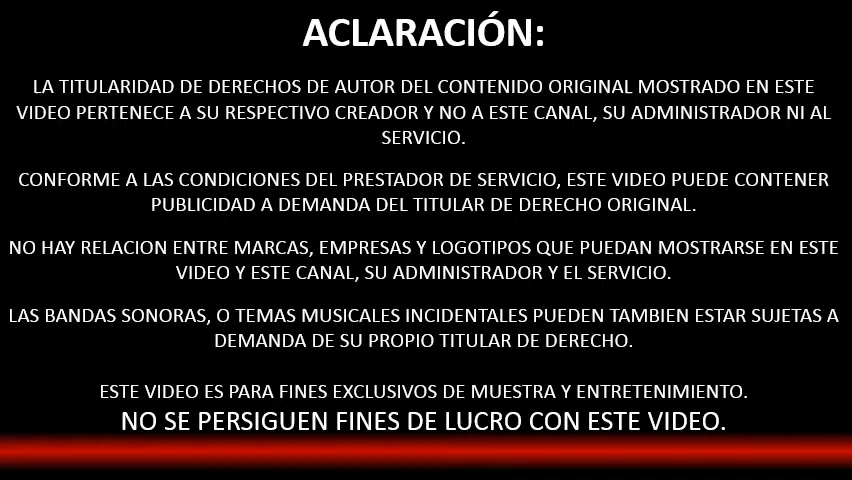 ACLARACIÓN:
LA TITULARIDAD DE DERECHOS DE AUTOR DEL CONTENIDO ORIGINAL MOSTRADO EN ESTE
VIDEO PERTENECE A SU RESPECTIVO CREADOR Y NO A ESTE CANAL, SU ADMINISTRADOR NI AL
SERVICIO.
CONFORME A LAS CONDICIONES DEL PRESTADOR DE SERVICIO, ESTE VIDEO PUEDE CONTENER
PUBLICIDAD A DEMANDA DEL TITULAR DE DERECHO ORIGINAL.
NO HAY RELACION ENTRE MARCAS, EMPRESAS Y LOGOTIPOS QUE PUEDAN MOSTRARSE EN ESTE
VIDEO Y ESTE CANAL, SU ADMINISTRADOR Y EL SERVICIO.
LAS BANDAS SONORAS, O TEMAS MUSICALES INCIDENTALES PUEDEN TAMBIEN ESTAR SUJETAS A
DEMANDA DE SU PROPIO TITULAR DE DERECHO.
ESTE VIDEO ES PARA FINES EXCLUSIVOS DE MUESTRA Y ENTRETENIMIENTO.
NO SE PERSIGUEN FINES DE LUCRO CON ESTE VIDEO.